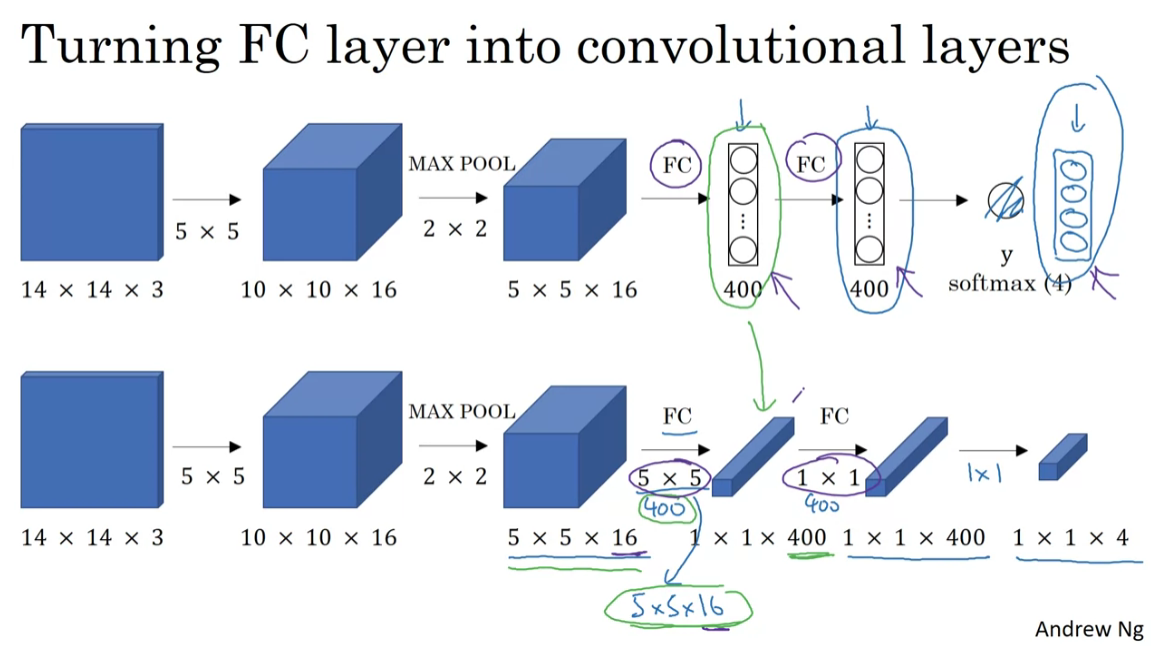 Turning FC layer into convolutional layers
MAX POOL
FC
FC
5 × 5
2 × 2
⋮
⋮
y
14 × 14 × 3
10 × 10 × 16
5 × 5 × 16
400
400
softmax (4)
MAX POOL
FC
FC
5 × 5
2 × 2
5 × 5
1 × 1
1×1
400
400
14 × 14 × 3
10 × 10 × 16
5 × 5 × 16
1 × 1 × 400
1 × 1 × 400
1 × 1 × 4
5×5×16
Andrew Ng